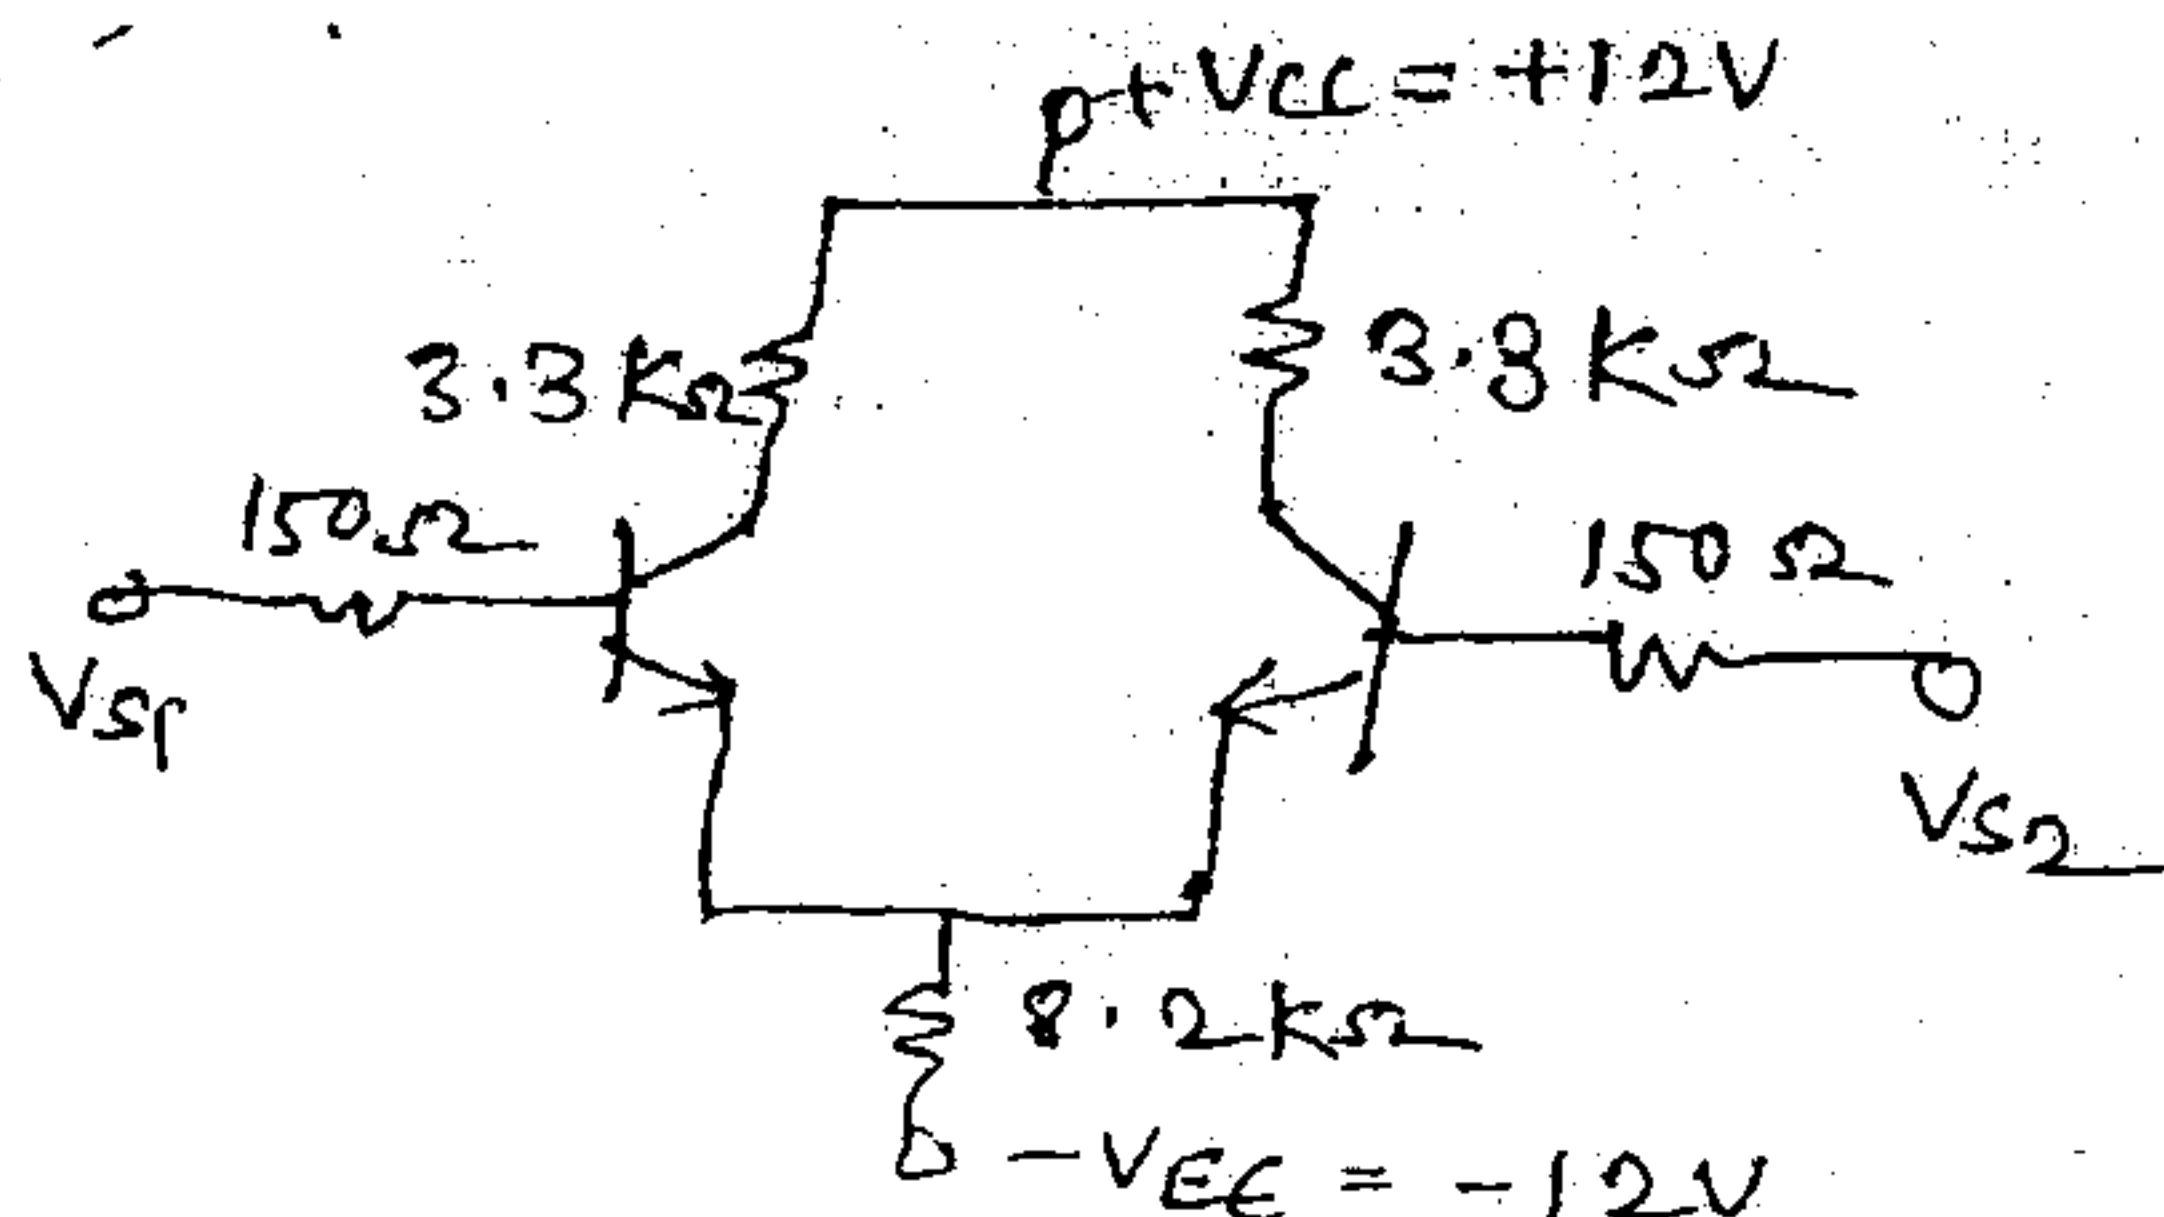 + VCC = +12V
3.3 KΩ
3.3 KΩ
150Ω
150 Ω
VS1
VS2
8.2 KΩ
- VEE = -12V